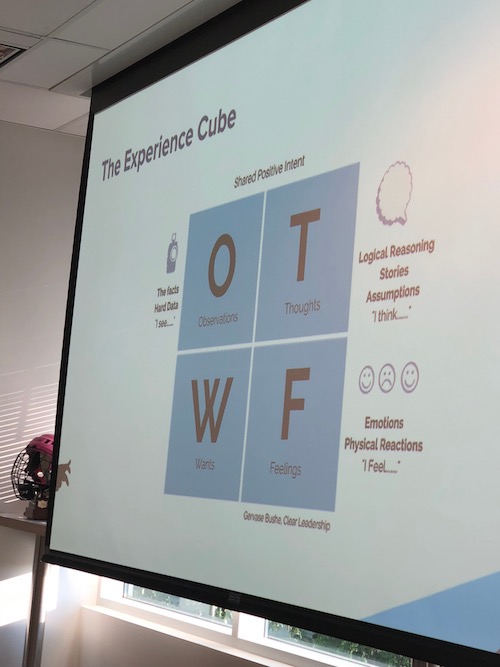 The Experience Cube
Shared Positive Intent
The facts
Hard Data
"I see....."
O
Observations
T
Thoughts
Logical Reasoning
Stories
Assumptions
"I think......."
W
Wants
F
Feelings
Emotions
Physical Reactions
"I Feel......"
Gervase Bushe, Clear Leadership